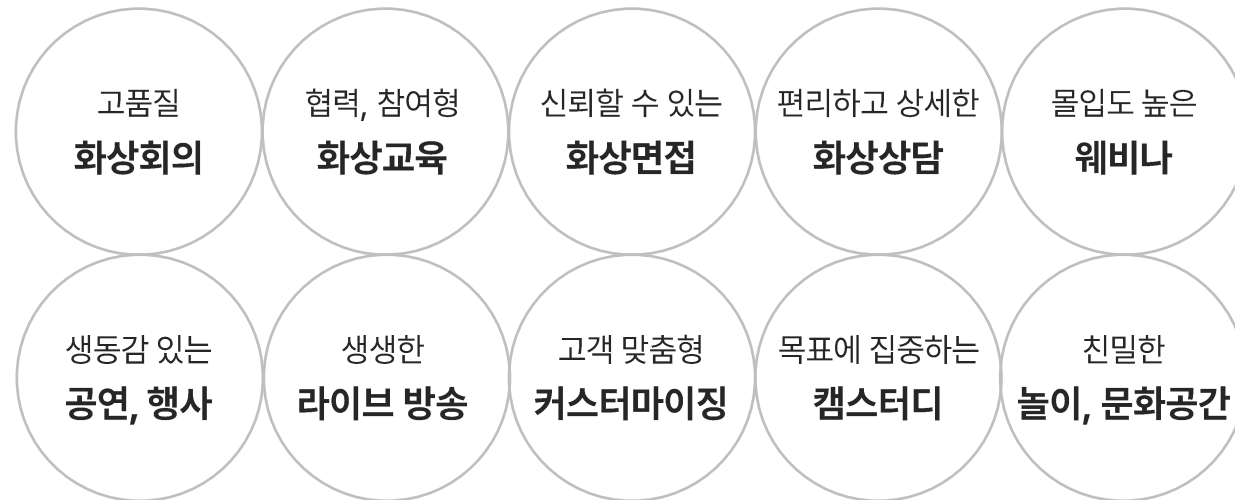 고품질
화상회의
협력, 참여형
화상교육
신뢰할 수 있는
화상면접
편리하고 상세한
화상상담
몰입도 높은
웨비나
생동감 있는
공연, 행사
생생한
라이브 방송
고객 맞춤형
커스터마이징
목표에 집중하는
캠스터디
친밀한
놀이, 문화공간